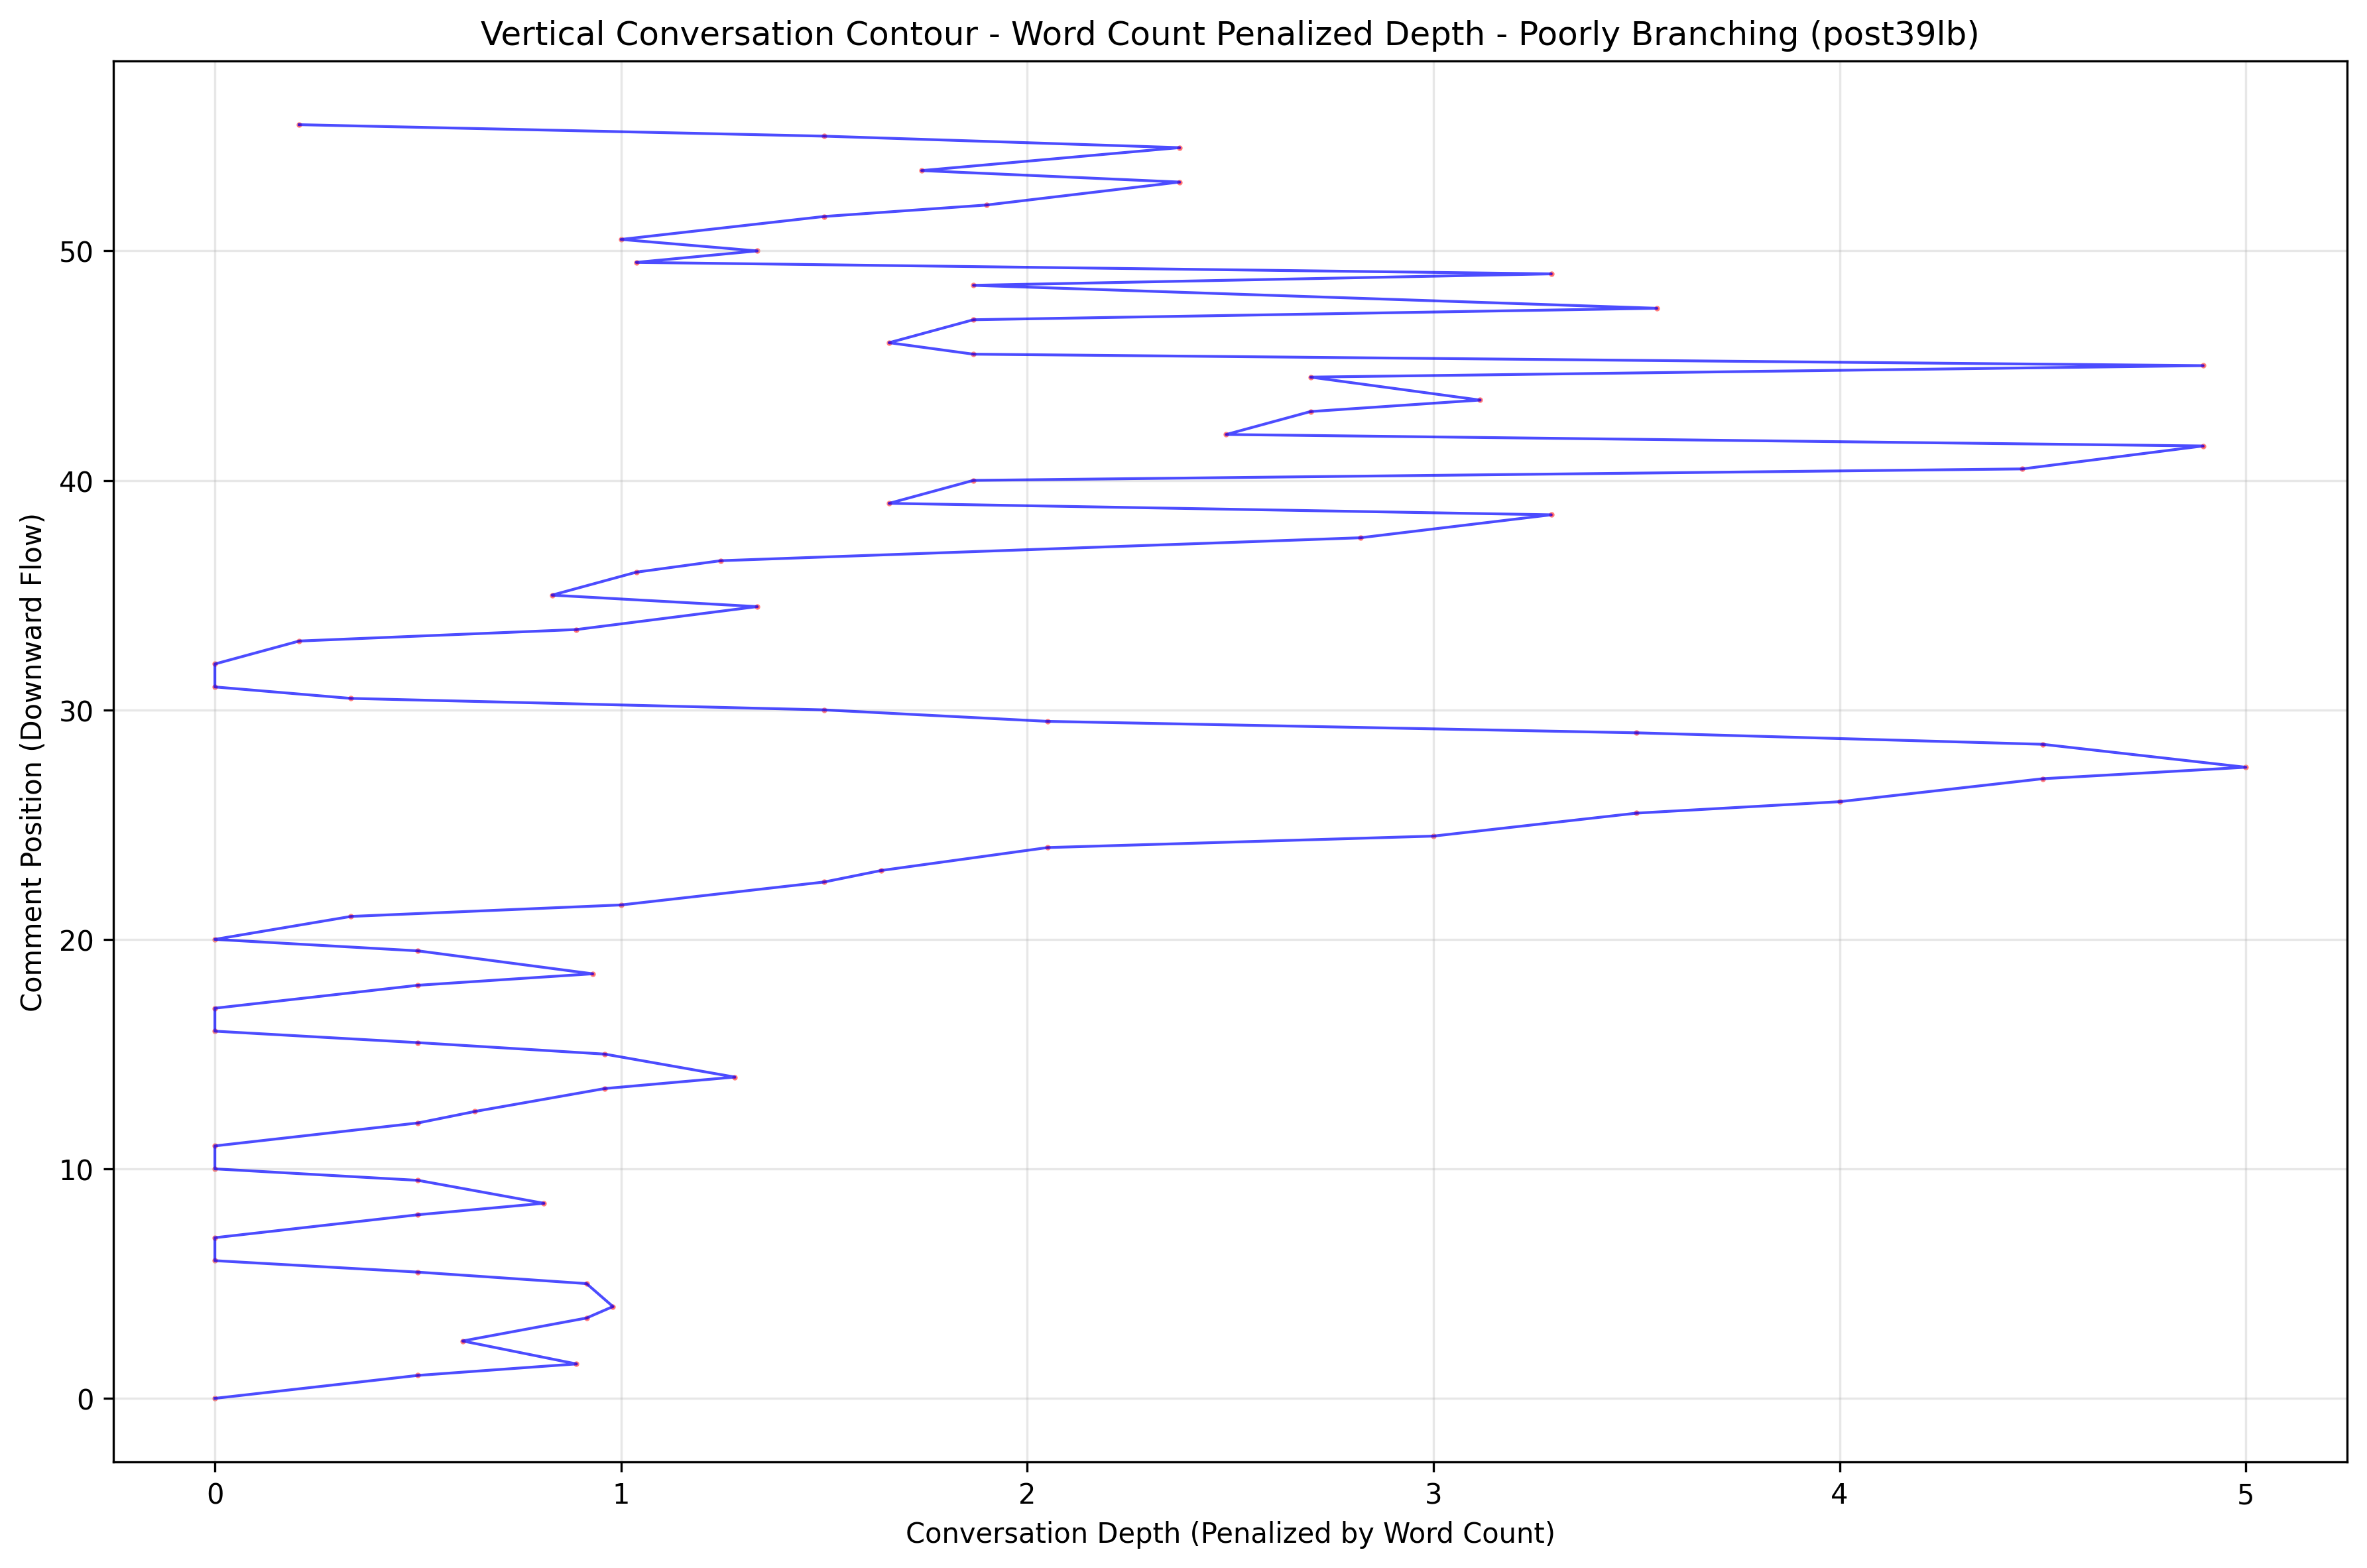 Vertical Conversation Contour - Word Count Penalized Depth - Poorly Branching (post39lb)
Comment Position (Downward Flow)
50
40
30
20
10
0
0 1 2 3 4 5
Conversation Depth (Penalized by Word Count)